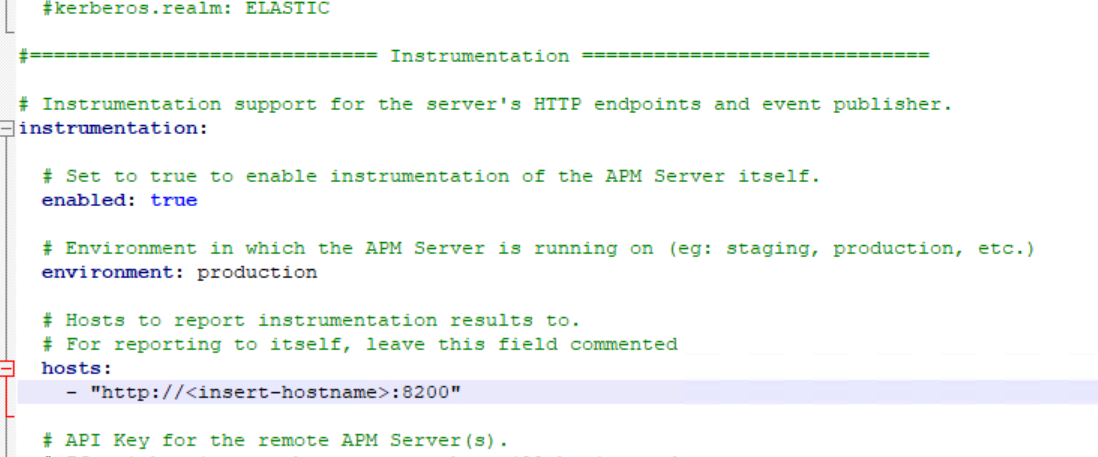 #kerberos.realm: ELASTIC
#============================= Instrumentation =============================
# Instrumentation support for the server's HTTP endpoints and event publisher.
instrumentation:
# Set to true to enable instrumentation of the APM Server itself.
enabled: true
# Environment in which the APM Server is running on (eg: staging, production, etc.)
environment: production
# Hosts to report instrumentation results to.
# For reporting to itself, leave this field commented
hosts:
- "http://<insert-hostname>:8200"
# API Key for the remote APM Server(s).